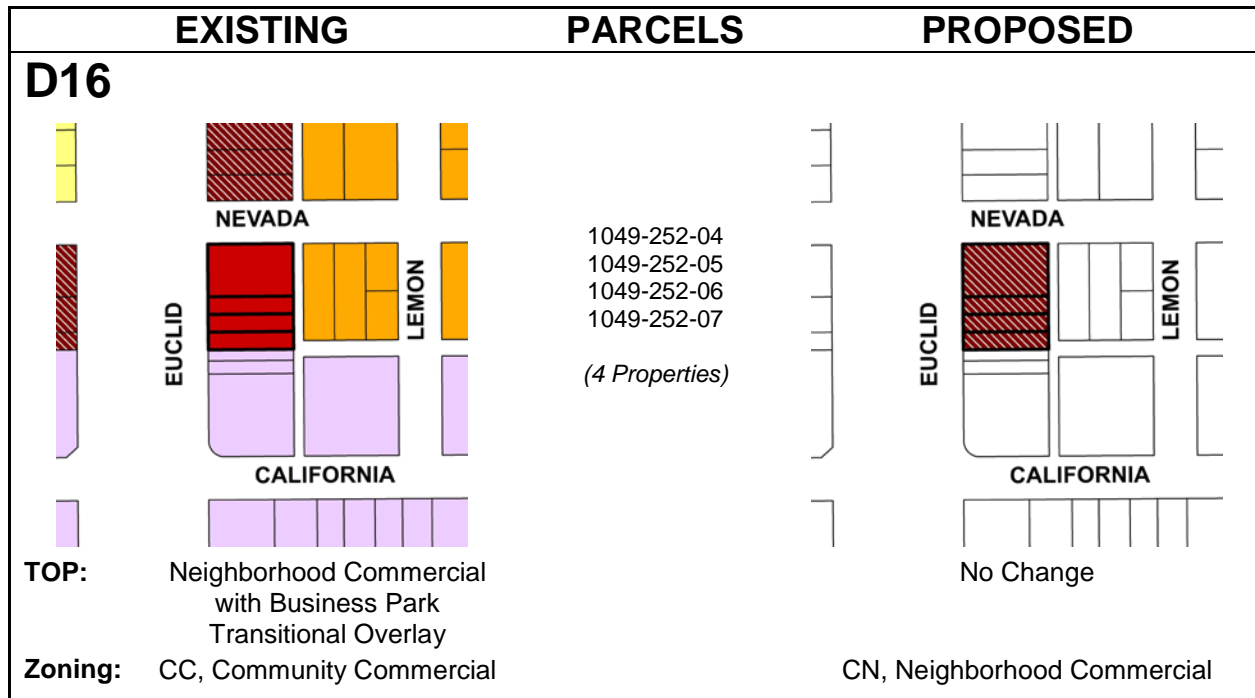 EXISTING PARCELS PROPOSED
D16
NEVADA
EUCLID
LEMON
CALIFORNIA
1049-252-04
1049-252-05
1049-252-06
1049-252-07
(4 Properties)
NEVADA
EUCLID
LEMON
CALIFORNIA
TOP: Neighborhood Commercial No Change
with Business Park
Transitional Overlay
Zoning: CC, Community Commercial CN, Neighborhood Commercial